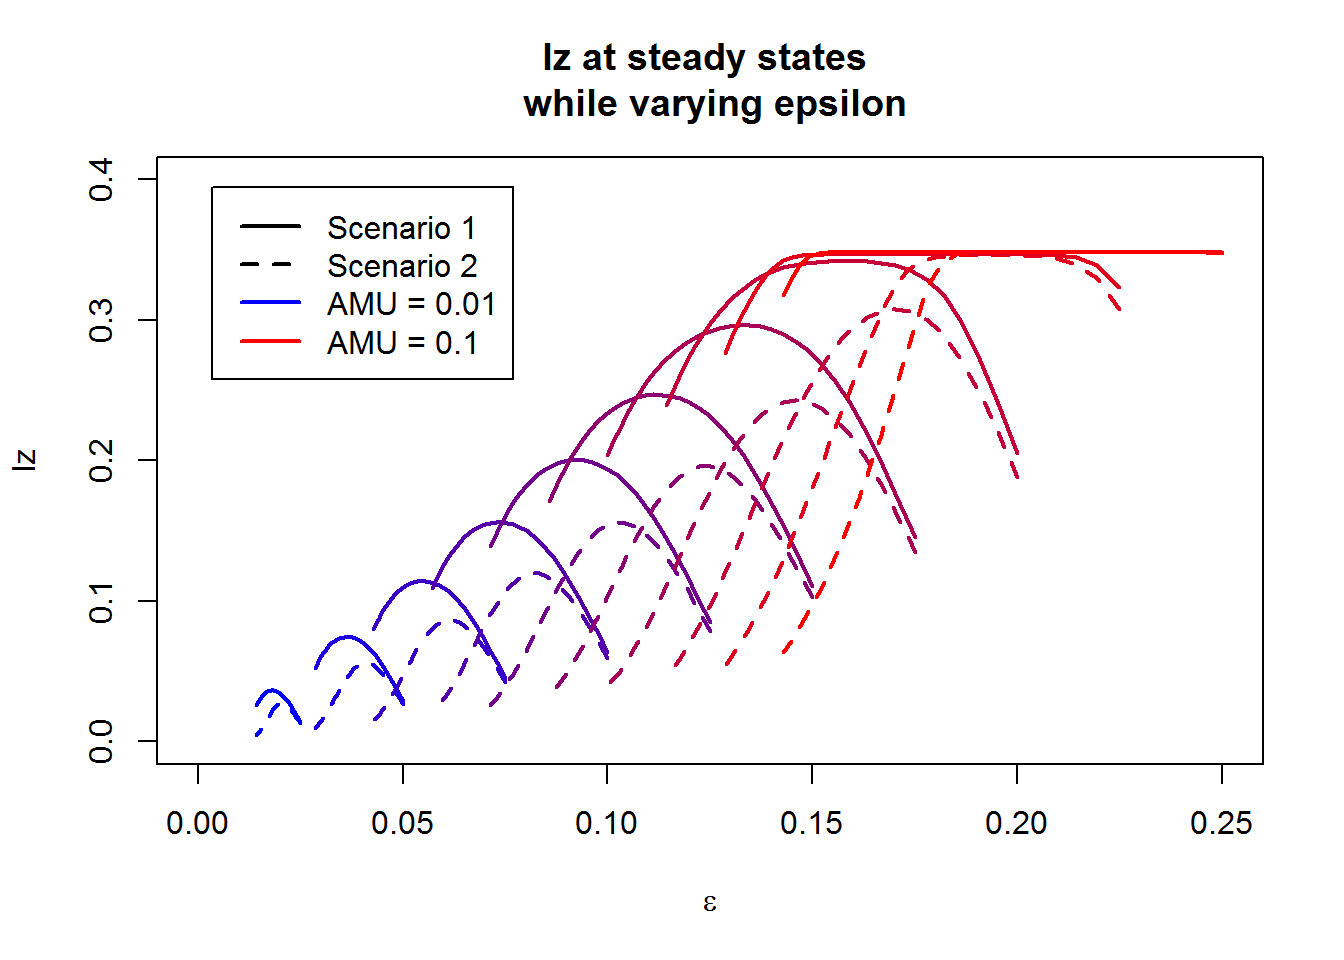 Iz at steady states
while varying epsilon
Iz
0.4
0.3
0.2
0.1
0.0
Scenario 1
Scenario 2
AMU = 0.01
AMU = 0.1
0.00 0.05 0.10 0.15 0.20 0.25
ε